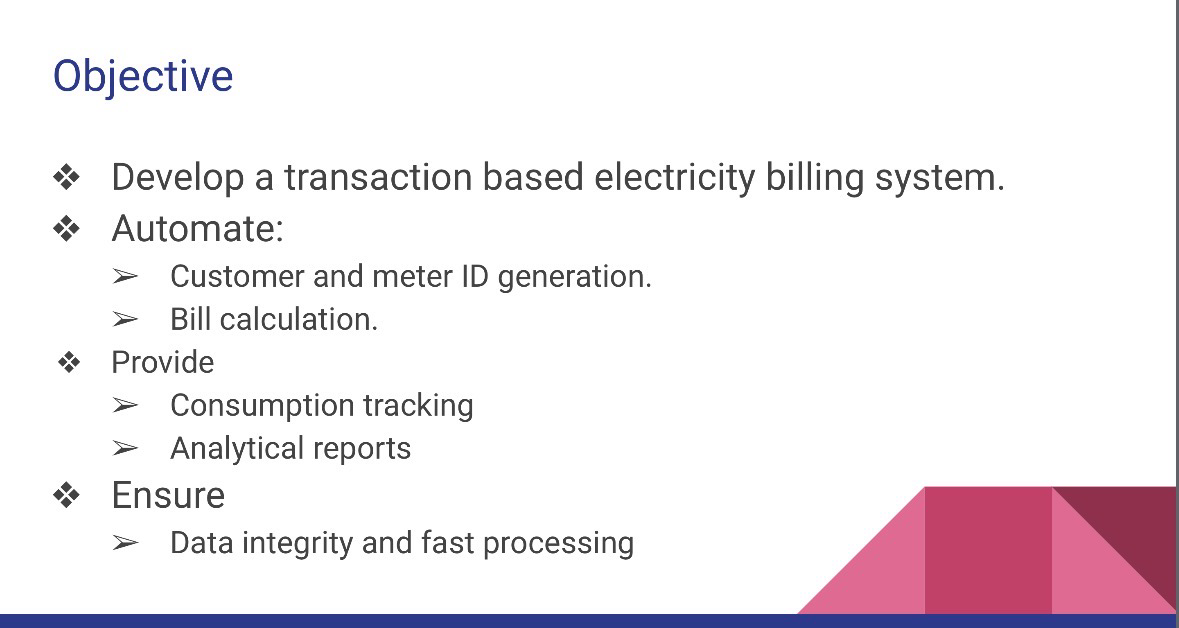 Objective
❖ Develop a transaction based electricity billing system.
❖ Automate:
➢ Customer and meter ID generation.
➢ Bill calculation.
❖ Provide
➢ Consumption tracking
➢ Analytical reports
❖ Ensure
➢ Data integrity and fast processing